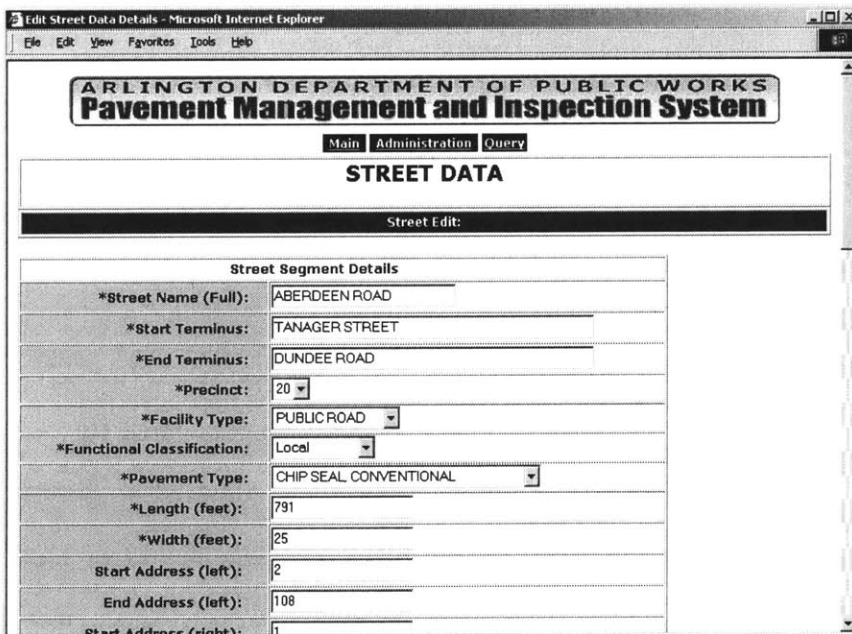 Edit Street Data Details - Microsoft Internet Explorer
File Edit View Favorites Tools Help
ARLINGTON DEPARTMENT OF PUBLIC WORKS
Pavement Management and Inspection System
Main Administration Query
STREET DATA
Street Edit:
Street Segment Details
*Street Name (Full): ABERDEEN ROAD
*Start Terminus: TANAGER STREET
*End Terminus: DUNDEE ROAD
*Precinct: 20
*Facility Type: PUBLIC ROAD
*Functional Classification: Local
*Pavement Type: CHIP SEAL, CONVENTIONAL
*Length (feet): 791
*Width (feet): 25
Start Address (left): 2
End Address (left): 108
Start Address (right): 1